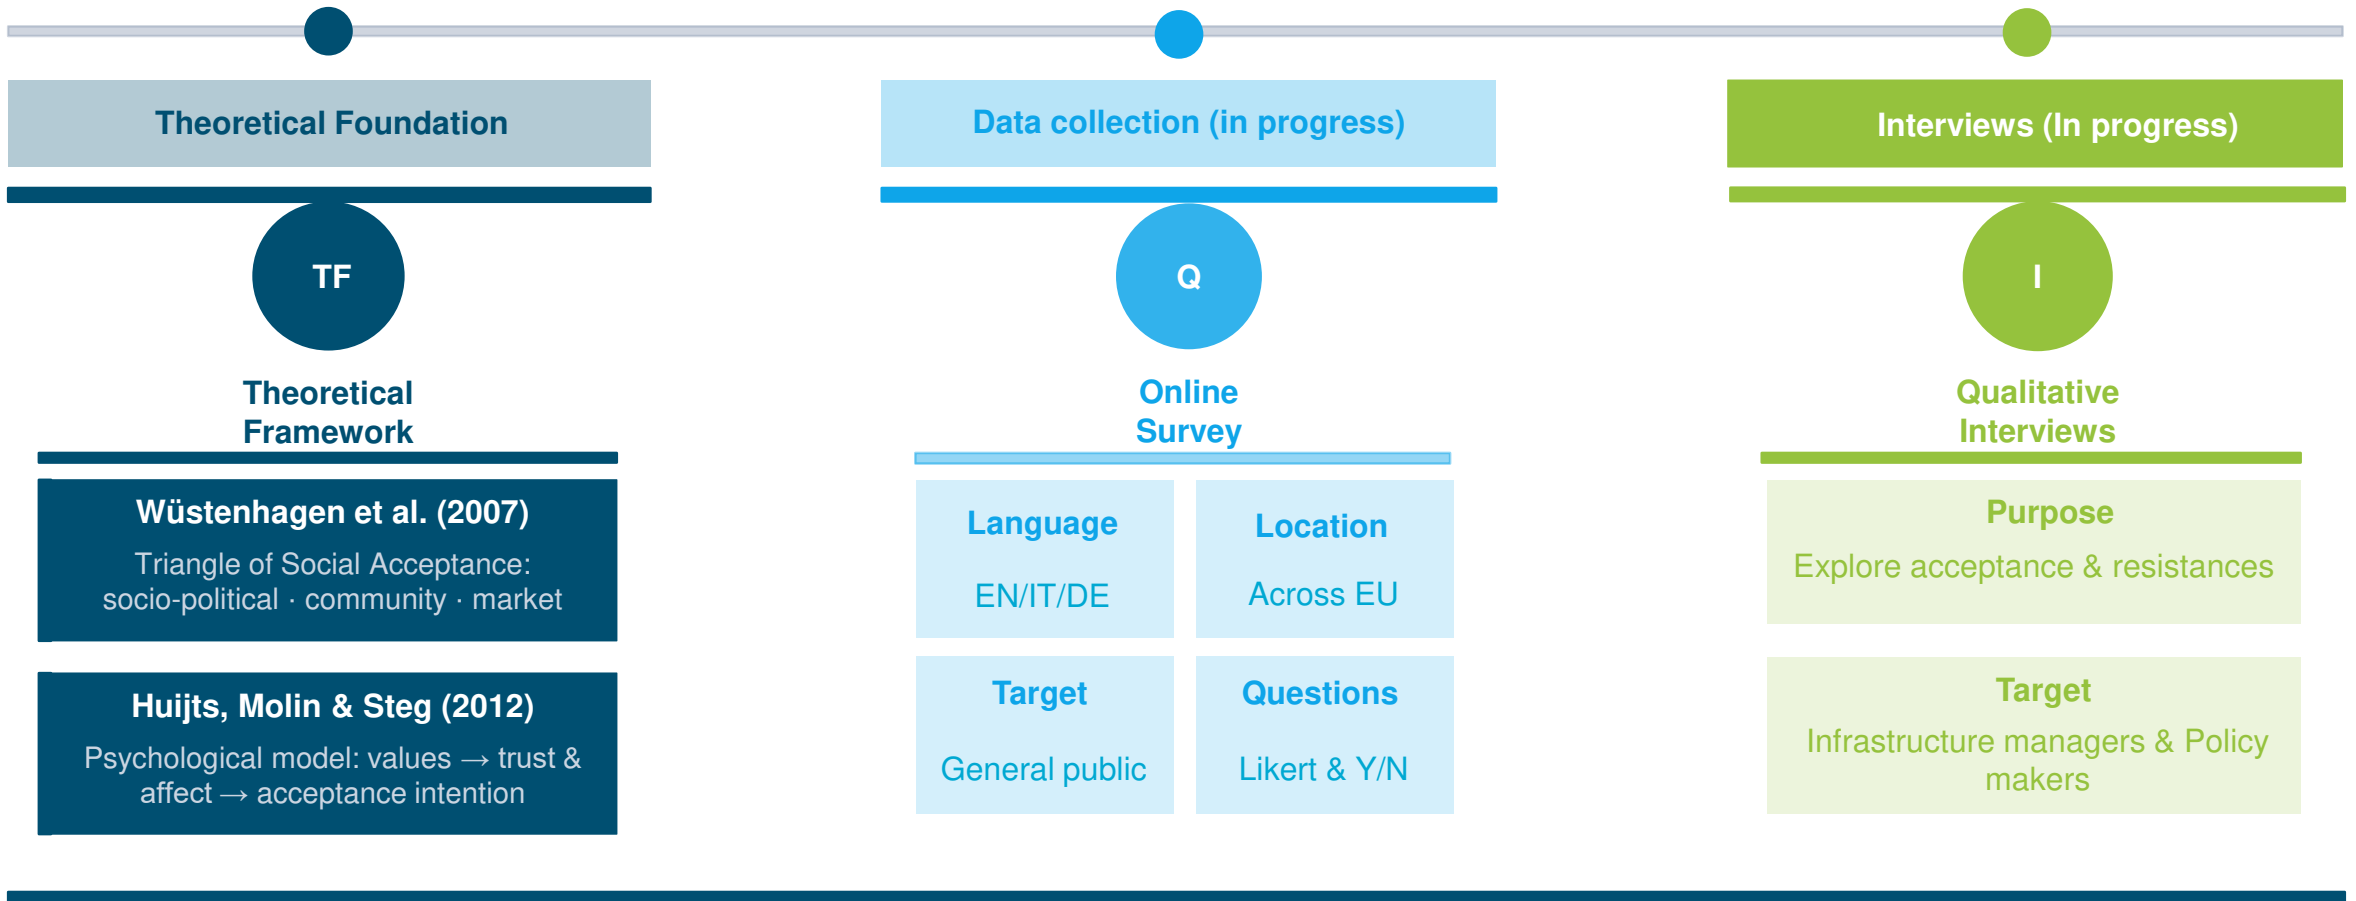 Theoretical Foundation
TF
Theoretical
Framework
Wüstenhagen et al. (2007)
Triangle of Social Acceptance:
socio-political · community · market
Huijts, Molin & Steg (2012)
Psychological model: values → trust &
affect → acceptance intention
Data collection (in progress)
Q
Online
Survey
Language
EN/IT/DE
Location
Across EU
Target
General public
Questions
Likert & Y/N
Interviews (In progress)
I
Qualitative
Interviews
Purpose
Explore acceptance & resistances
Target
Infrastructure managers & Policy
makers